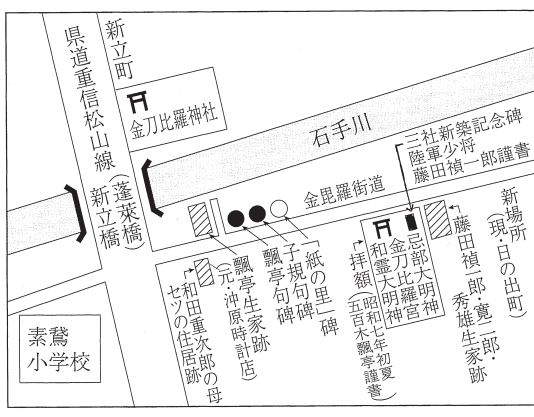 県道重信松山線
新立町
金刀比羅神社
(蓬萊橋)
新立橋
石手川
金毘羅街道
三社新築記念碑
陸軍少将
藤田禎一郎謹書
新場所
(現・日の出町)
藤田禎一郎・寛二郎・
秀雄生家跡
忌部大明神
金刀比羅宮
和霊大明神
拝額(昭和七年初夏
五百木飄亭謹書)
「紙の里」碑
子規句碑
飄亭句碑
飄亭生家跡
(元・沖原時計店)
和田重次郎の母
セツの住居跡
素鵞
小学校